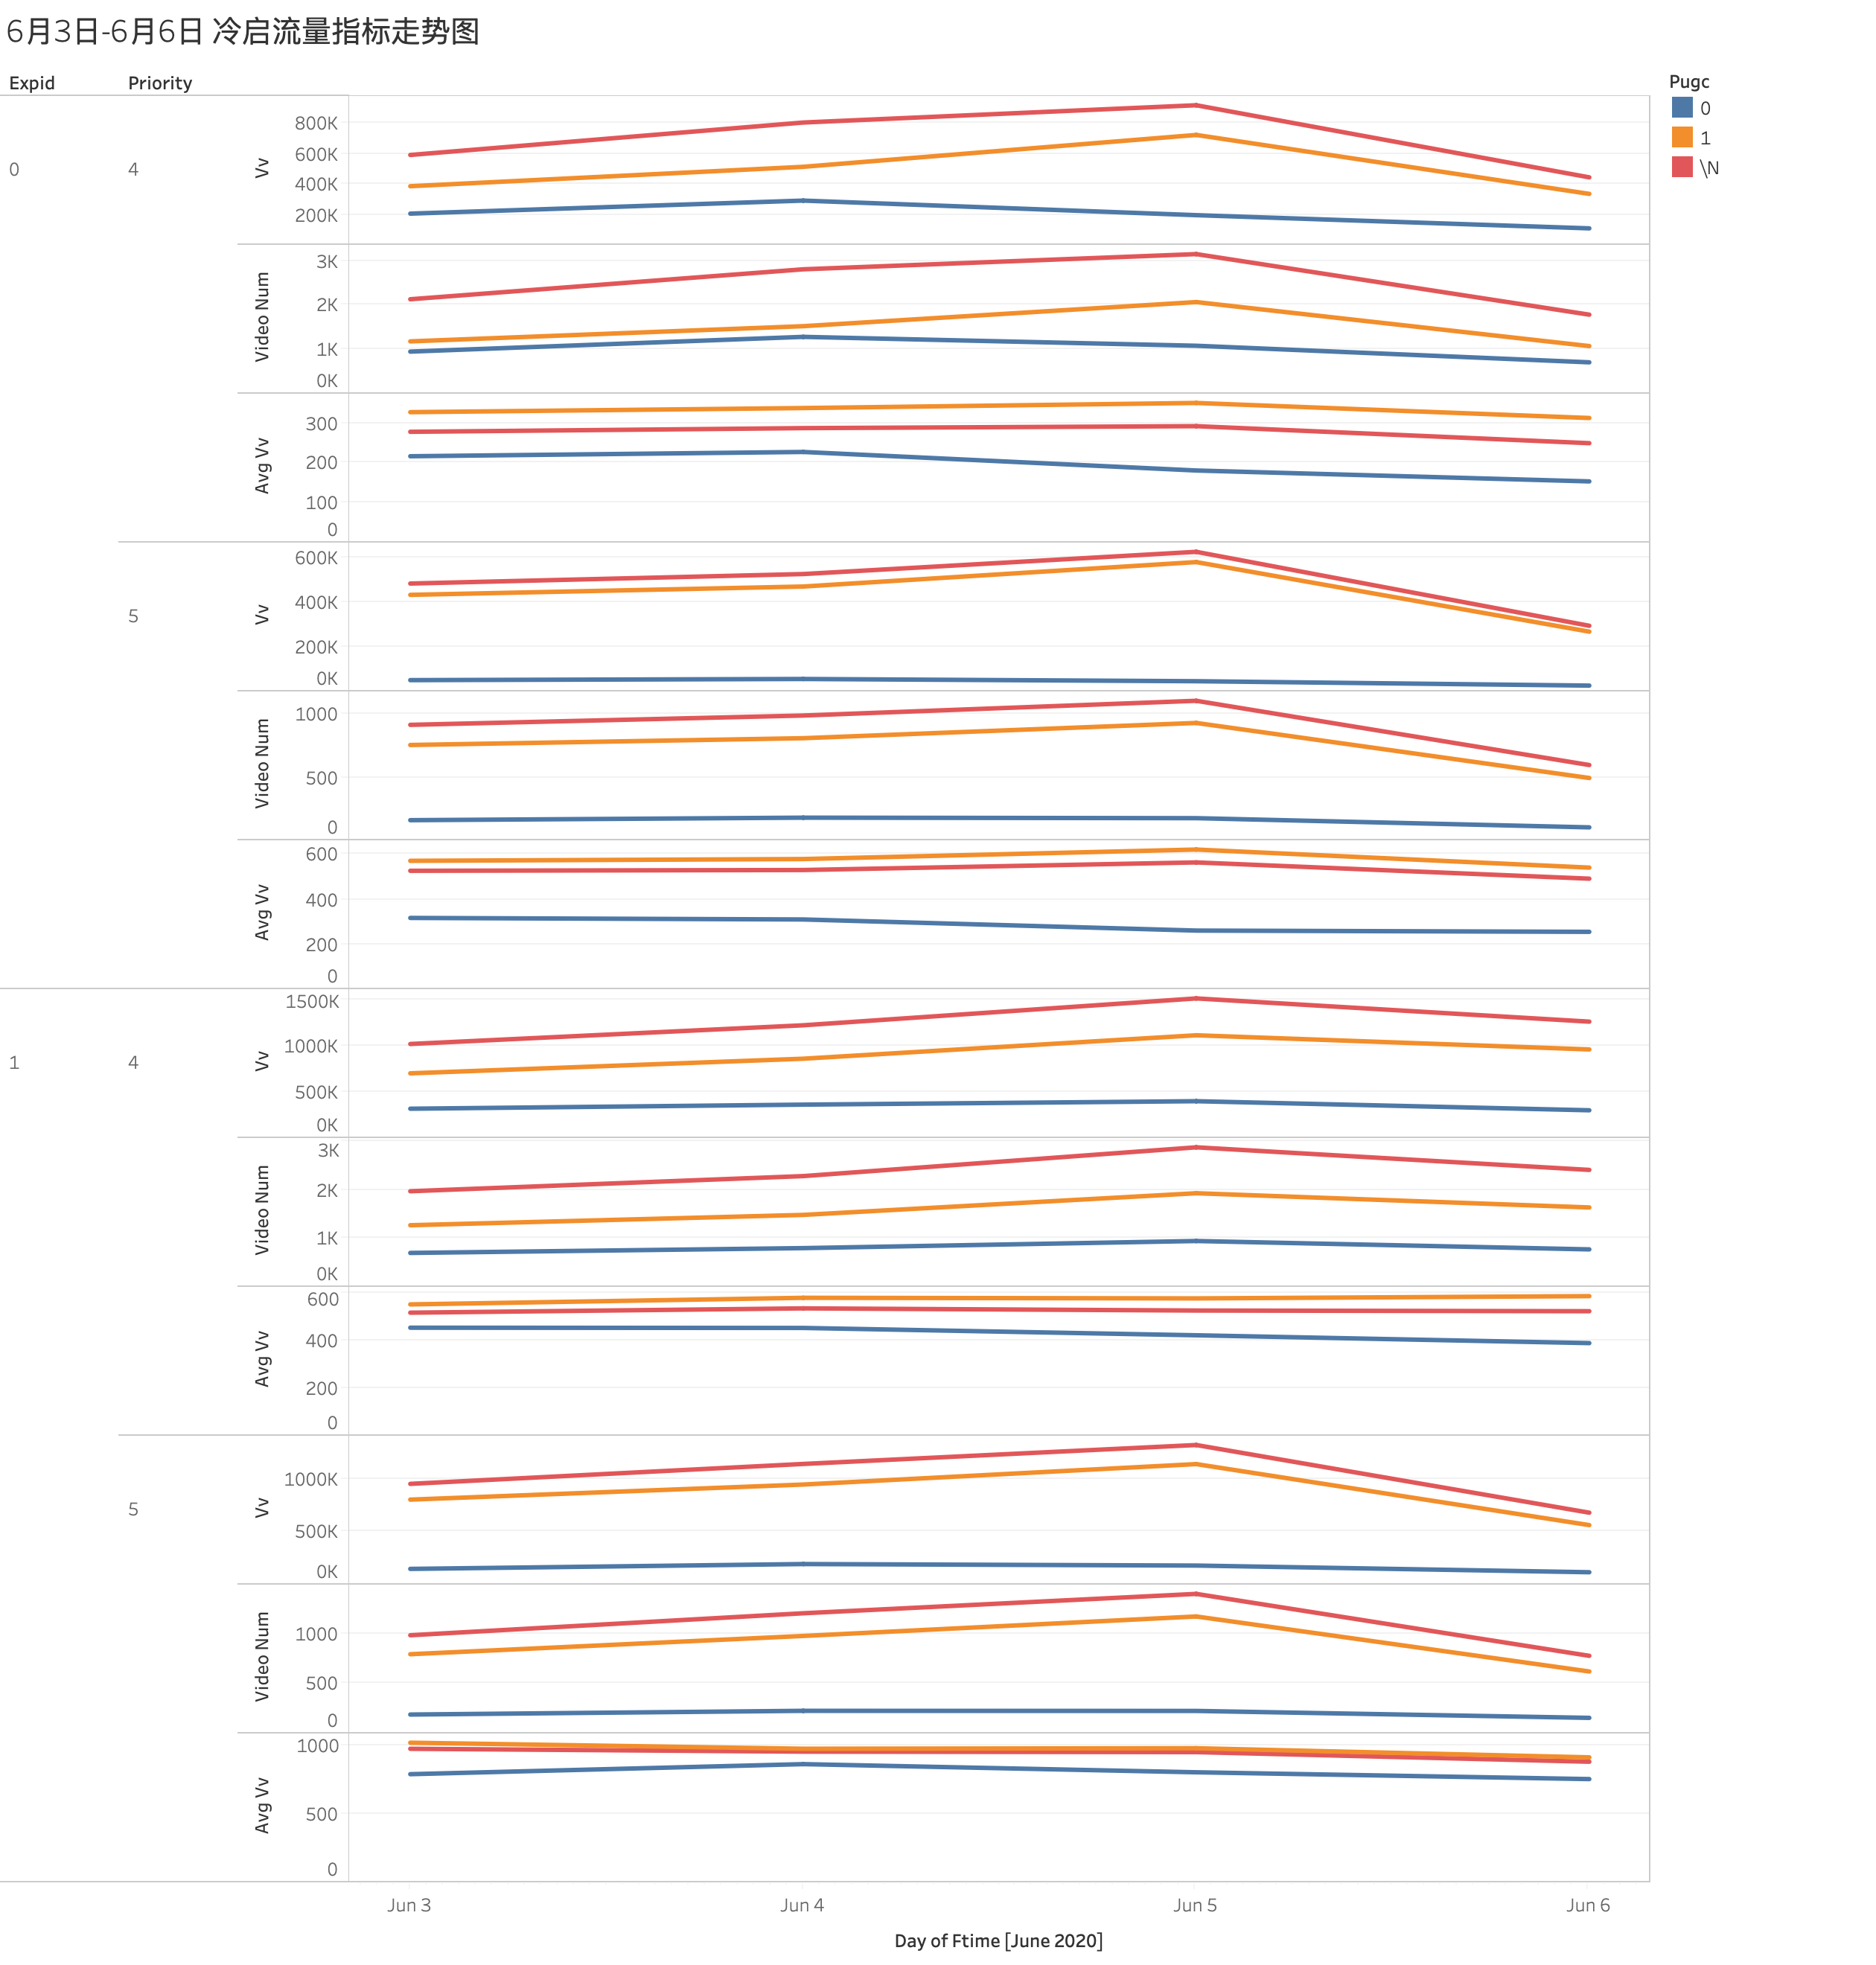 6月3日-6月6日 冷启流量指标走势图
Expid
Priority
Pugc
0
1
\N
0
4
Vv
800K
600K
400K
200K
Video Num
3K
2K
1K
0K
Avg Vv
300
200
100
0
5
Vv
600K
400K
200K
0K
Video Num
1000
500
0
Avg Vv
600
400
200
0
1
4
Vv
1500K
1000K
500K
0K
Video Num
3K
2K
1K
0K
Avg Vv
600
400
200
0
5
Vv
1000K
500K
0K
Video Num
1000
500
0
Avg Vv
1000
500
0
Jun 3
Jun 4
Jun 5
Jun 6
Day of Ftime [June 2020]